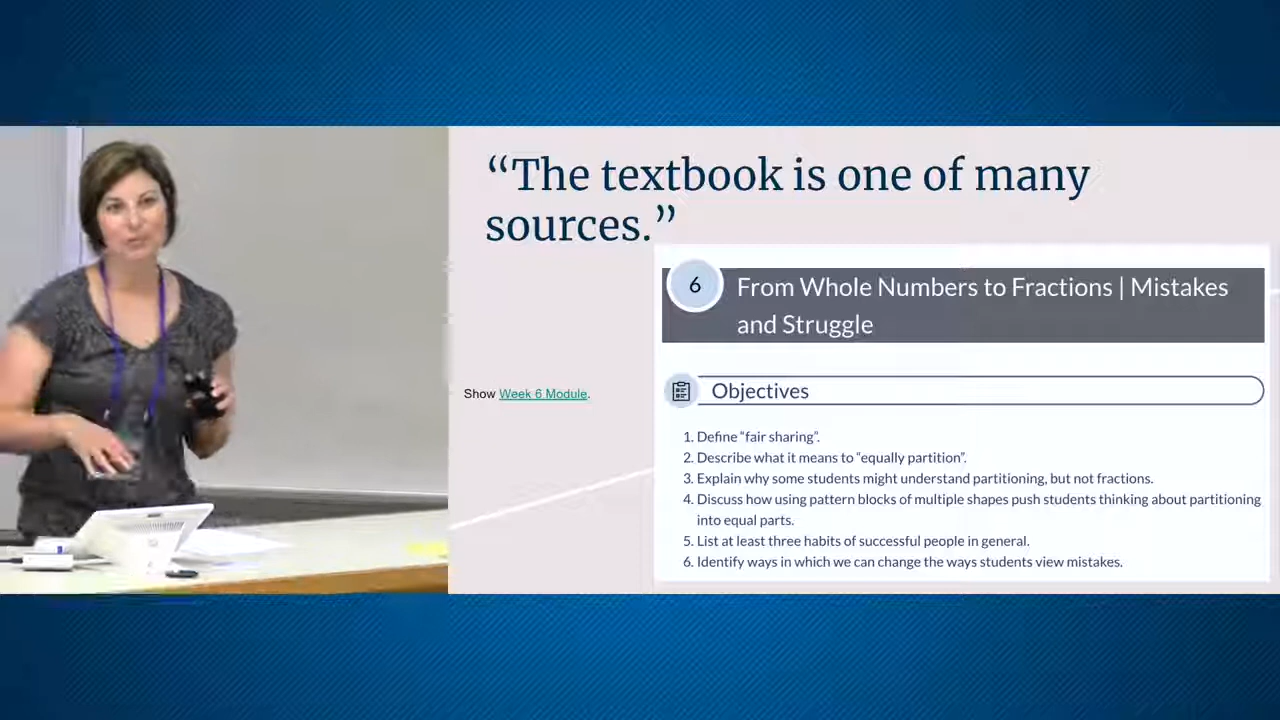 “The textbook is one of many
sources.”
6
From Whole Numbers to Fractions | Mistakes
and Struggle
Show Week 6 Module.
Objectives
1. Define “fair sharing”.
2. Describe what it means to “equally partition”.
3. Explain why some students might understand partitioning, but not fractions.
4. Discuss how using pattern blocks of multiple shapes push students thinking about partitioning
into equal parts.
5. List at least three habits of successful people in general.
6. Identify ways in which we can change the ways students view mistakes.